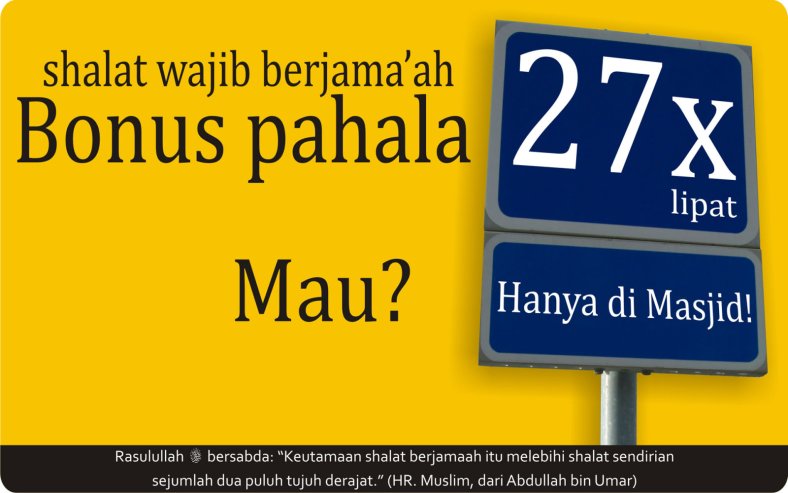 shalat wajib berjama’ah
Bonus pahala
Mau?
27x
lipat
Hanya di Masjid!
Rasulullah ﷺ bersabda: “Keutamaan shalat berjamaah itu melebihi shalat sendirian
sejumlah dua puluh tujuh derajat.” (HR. Muslim, dari Abdullah bin Umar)